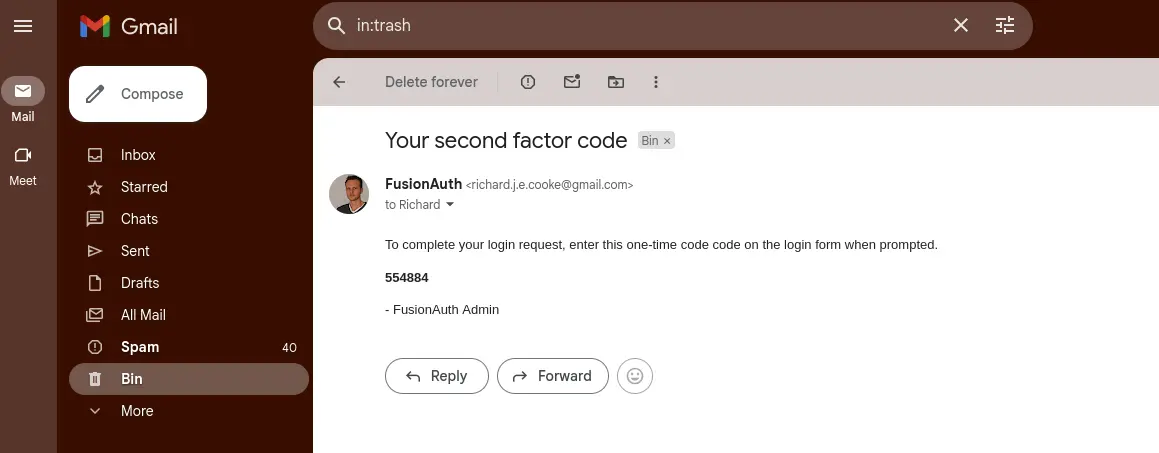 Gmail
in:trash
Mail
Meet
Compose
Inbox
Starred
Chats
Sent
Drafts
All Mail
Spam 40
Bin
More
Delete forever
Your second factor code Bin ×
FusionAuth <richard.j.e.cooke@gmail.com>
to Richard
To complete your login request, enter this one-time code code on the login form when prompted.
554884
- FusionAuth Admin
Reply Forward